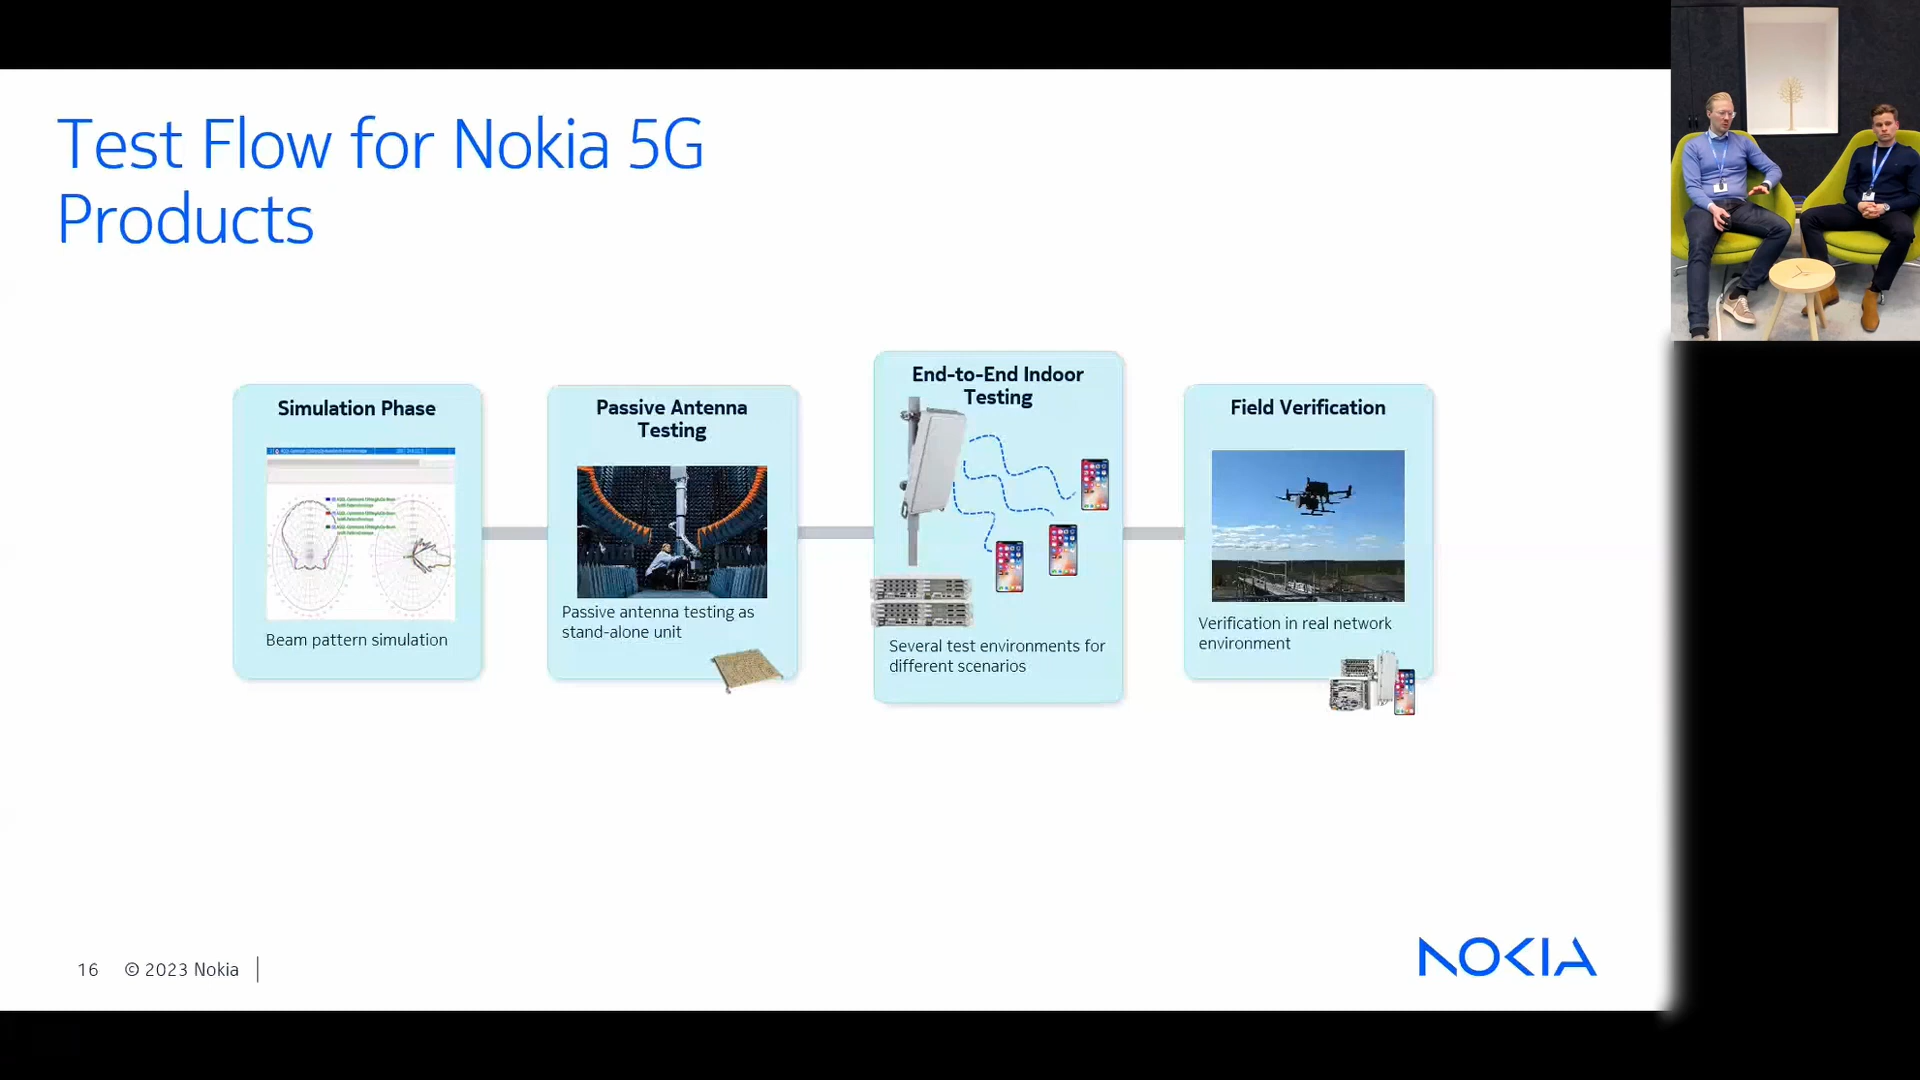 Test Flow for Nokia 5G
Products
Simulation Phase
Beam pattern simulation
Passive Antenna
Testing
Passive antenna testing as
stand-alone unit
End-to-End Indoor
Testing
Several test environments for
different scenarios
Field Verification
Verification in real network
environment
16
© 2023 Nokia
NOKIA